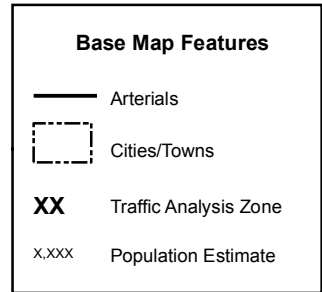 Base Map Features
Arterials
Cities/Towns
XX Traffic Analysis Zone
X,XXX Population Estimate